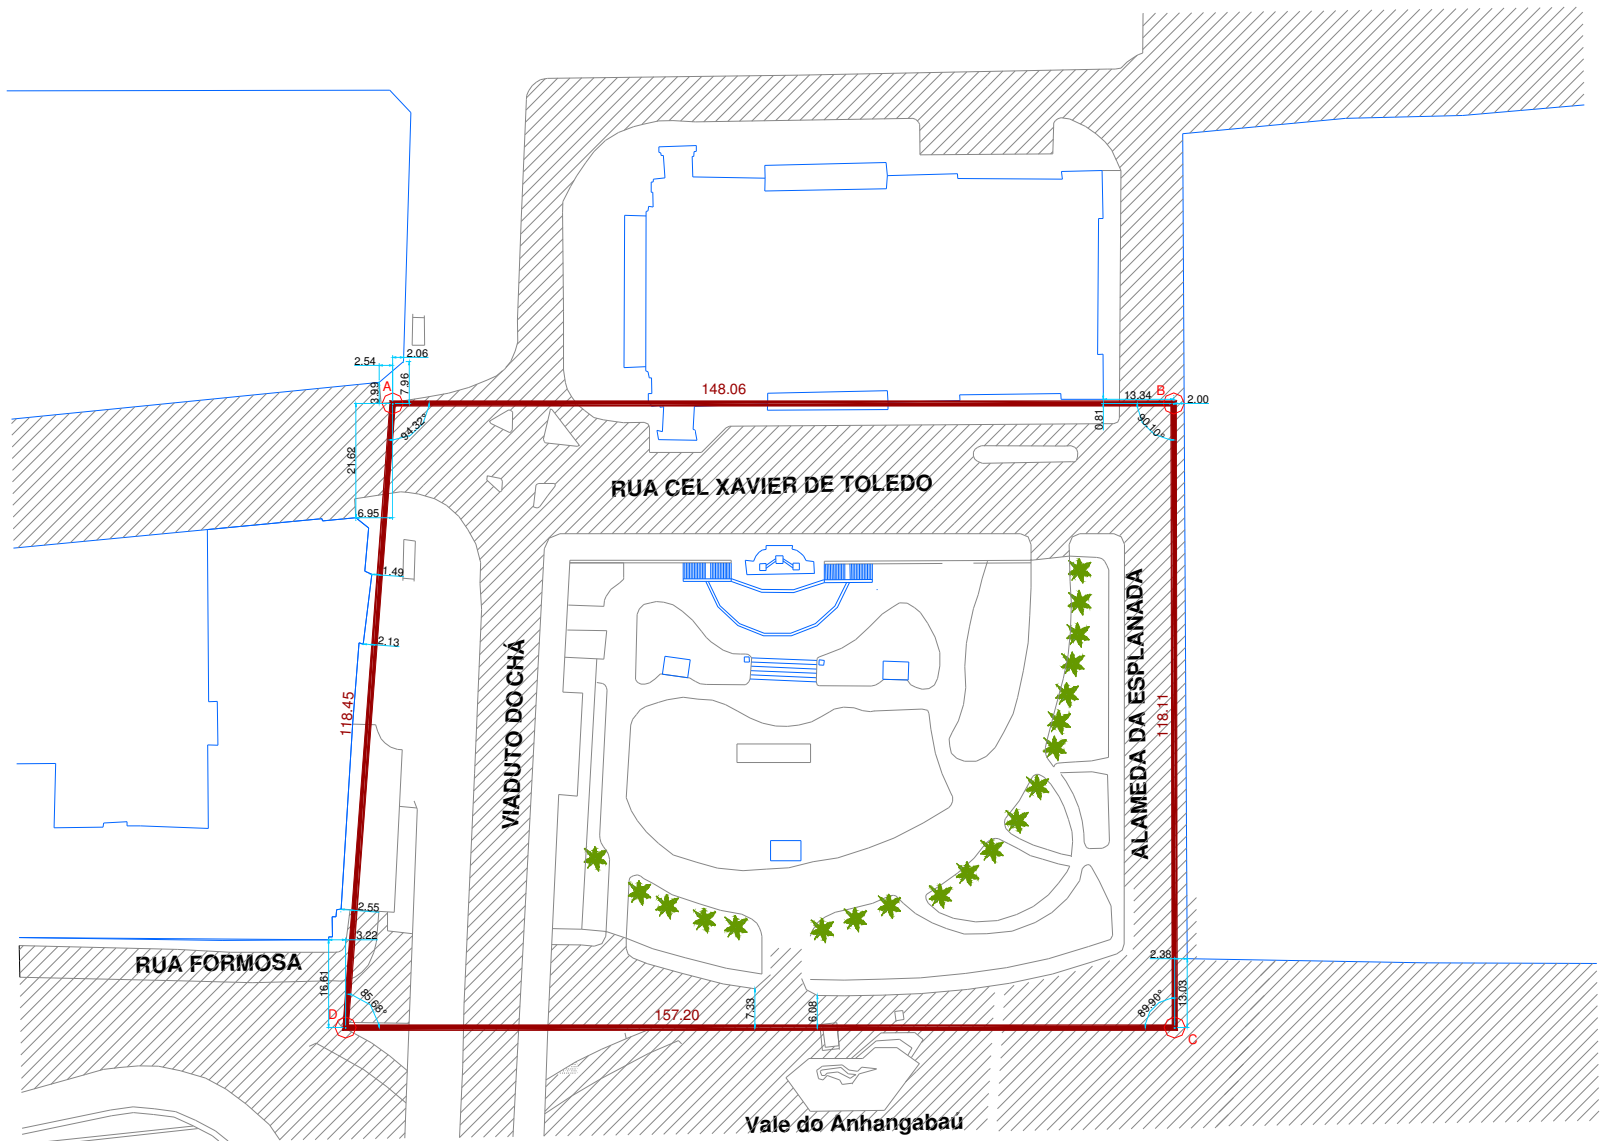 2.06
2.54
A
7.96
3.99
148.06
B
13.34
2.00
0.81
94.32°
90.10°
21.62
RUA CEL XAVIER DE TOLEDO
6.95
1.49
2.13
VIADUTO DO CHÁ
ALAMEDA DA ESPLANADA
118.45
118.11
2.55
3.22
RUA FORMOSA
2.38
16.61
85.68°
7.33
6.08
89.90°
13.03
D
157.20
C
Vale do Anhangabaú